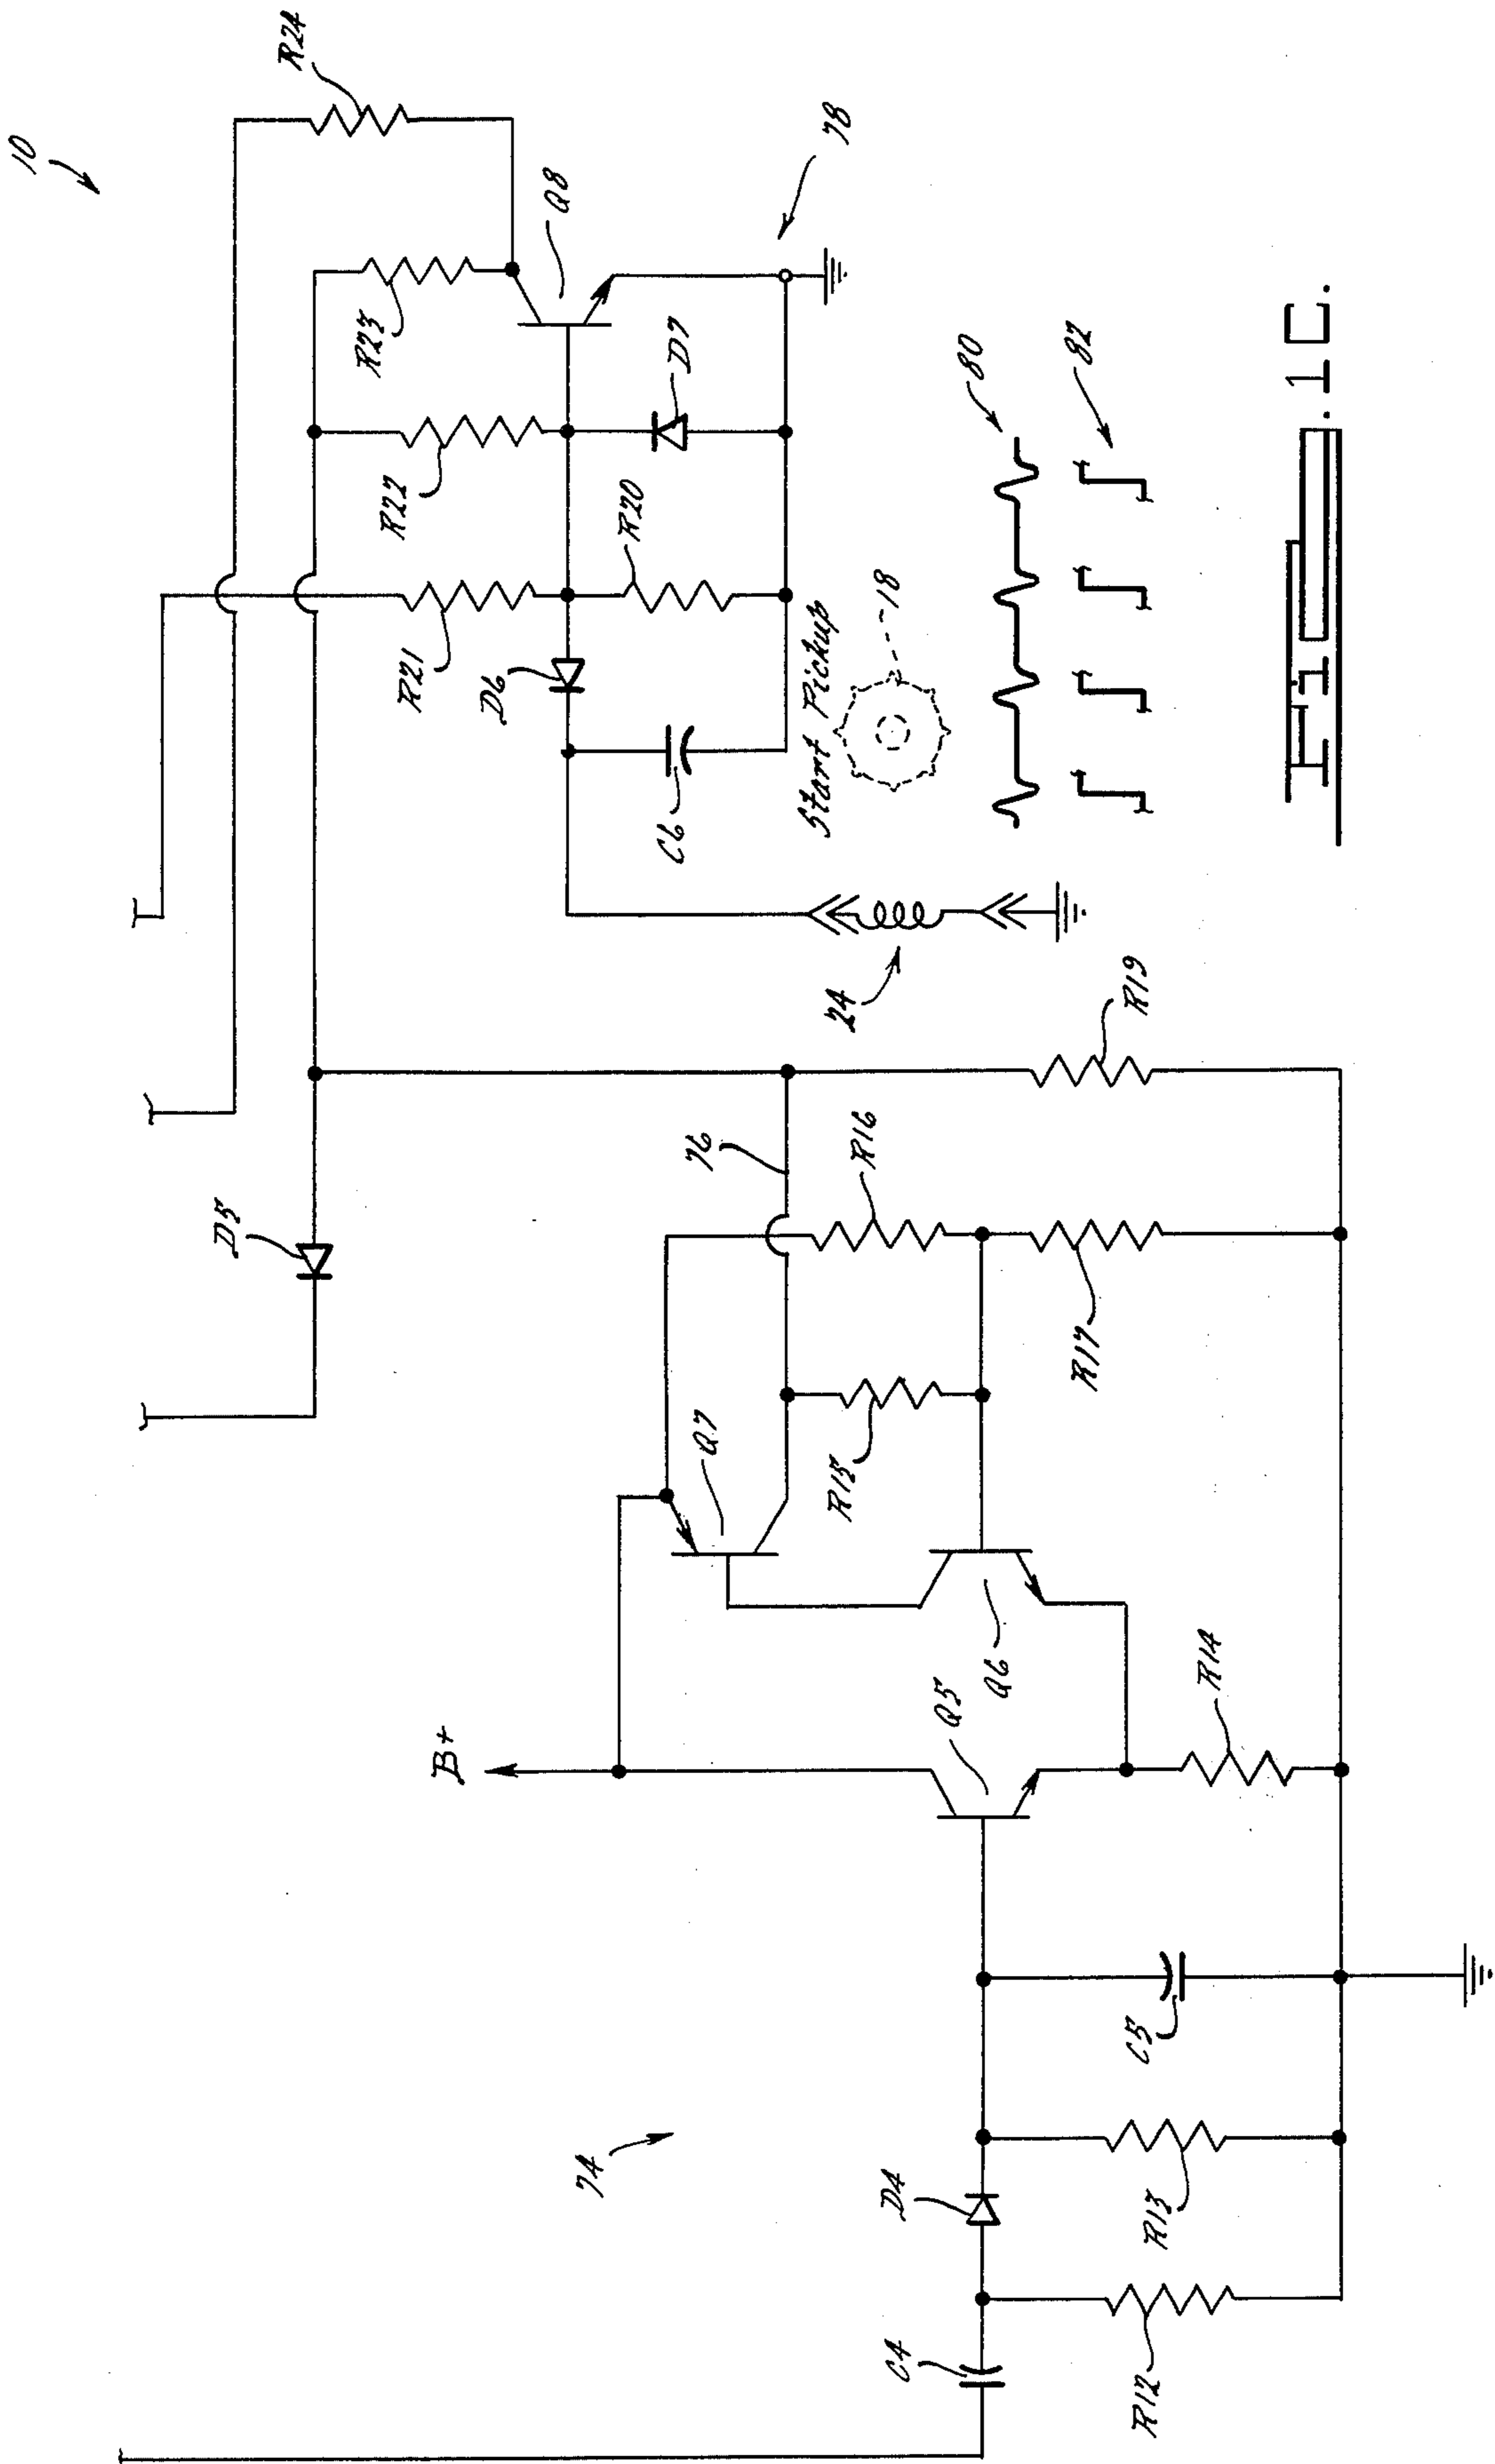 10
R24
Q8
78
R23
D7
80
82
R22
R20
18
R21
D6
Start Pickup
C6
24
R19
76
R16
D5
R17
Q7
R15
Q6
R14
Q5
B+
C5
74
D4
R13
C4
R12
Fig. 1C.